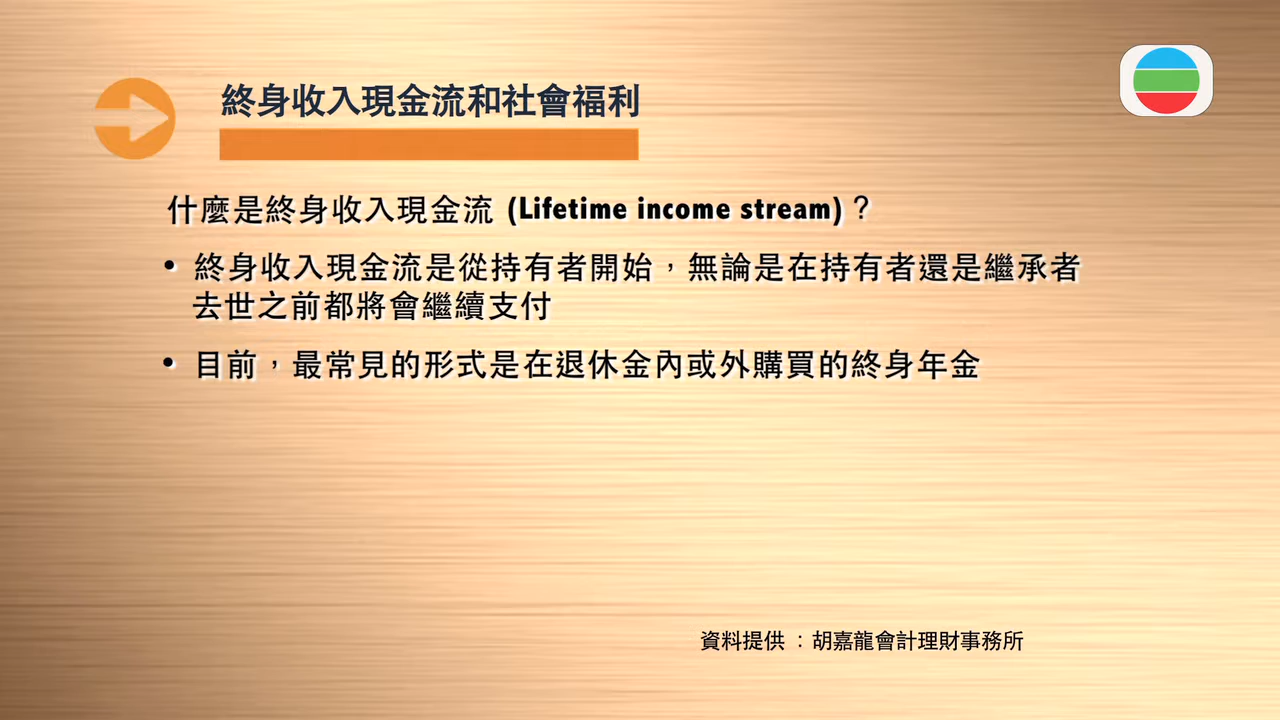 終身收入現金流和社會福利
什麼是終身收入現金流 (Lifetime income stream)？
• 終身收入現金流是從持有者開始，無論是在持有者還是繼承者
去世之前都將會繼續支付
• 目前，最常見的形式是在退休金內或外購買的終身年金
資料提供：胡嘉龍會計理財事務所